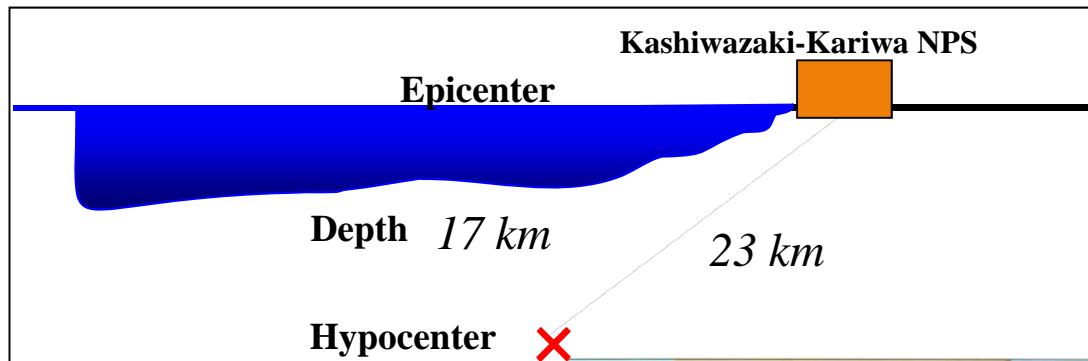 Kashiwazaki-Kariwa NPS
Epicenter
Depth 17 km
23 km
Hypocenter